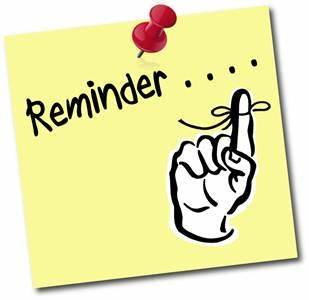 Reminder . . . .